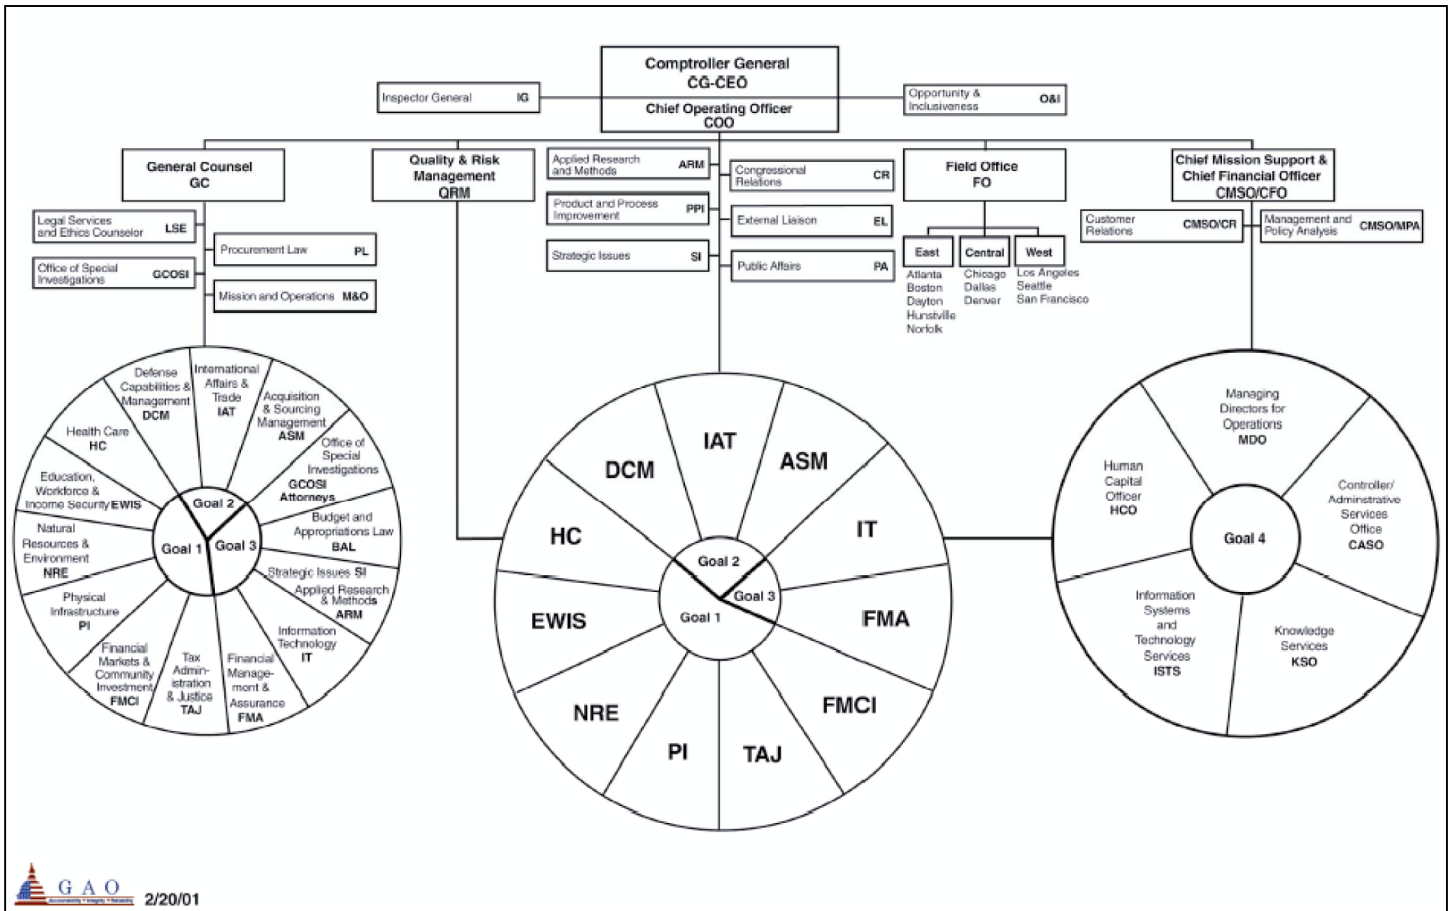 Comptroller General
CG-CEO
Chief Operating Officer
COO
Inspector General IG
Opportunity &
Inclusiveness O&I
General Counsel
GC
Quality & Risk
Management
QRM
Applied Research
and Methods ARM
Congressional
Relations CR
Product and Process
Improvement PPI
External Liaison EL
Strategic Issues SI
Public Affairs PA
Field Office
FO
East
Atlanta
Boston
Dayton
Hunstville
Norfolk
Central
Chicago
Dallas
Denver
West
Los Angeles
Seattle
San Francisco
Chief Mission Support &
Chief Financial Officer
CMSO/CFO
Customer
Relations CMSO/CR
Management and
Policy Analysis CMSO/MPA
Legal Services
and Ethics Counselor LSE
Procurement Law PL
Office of Special
Investigations GCOSI
Mission and Operations M&O
Defense
Capabilities &
Management
DCM
International
Affairs &
Trade
IAT
Acquisition
& Sourcing
Management
ASM
Office of
Special
Investigations
GCOSI
Attorneys
Budget and
Appropriations Law
BAL
Strategic Issues SI
Applied Research
& Methods
ARM
Information
Technology
IT
Financial
Manage-
ment &
Assurance
FMA
Tax
Admin-
istration
& Justice
TAJ
Financial
Markets &
Community
Investment
FMCI
Physical
Infrastructure
PI
Natural
Resources &
Environment
NRE
Education,
Workforce &
Income Security EWIS
Health Care
HC
Goal 2
Goal 1
Goal 3
IAT
ASM
IT
FMA
FMCI
TAJ
PI
NRE
EWIS
HC
DCM
Goal 2
Goal 3
Goal 1
Managing
Directors for
Operations
MDO
Controller/
Adminstrative
Services
Office
CASO
Knowledge
Services
KSO
Information
Systems
and
Technology
Services
ISTS
Human
Capital
Officer
HCO
Goal 4
GAO
Accountability * Integrity * Reliability
2/20/01